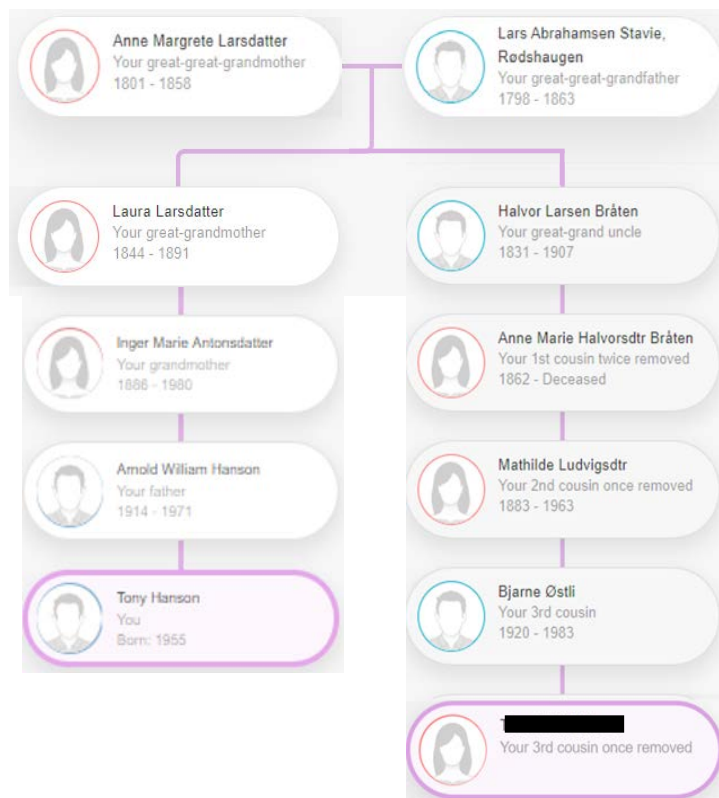 Anne Margrete Larsdatter
Your great-great-grandmother
1801 - 1858
Lars Abrahamsen Stavie,
Rødshaugen
Your great-great-grandfather
1798 - 1863
Laura Larsdatter
Your great-grandmother
1844 - 1891
Halvor Larsen Bråten
Your great-grand uncle
1831 - 1907
Inger Marie Antonsdatter
Your grandmother
1886 - 1980
Anne Marie Halvorsdtr Bråten
Your 1st cousin twice removed
1862 - Deceased
Arnold William Hanson
Your father
1914 - 1971
Mathilde Ludvigsdtr
Your 2nd cousin once removed
1883 - 1963
Tony Hanson
You
Born: 1955
Bjarne Østli
Your 3rd cousin
1920 - 1983
Your 3rd cousin once removed